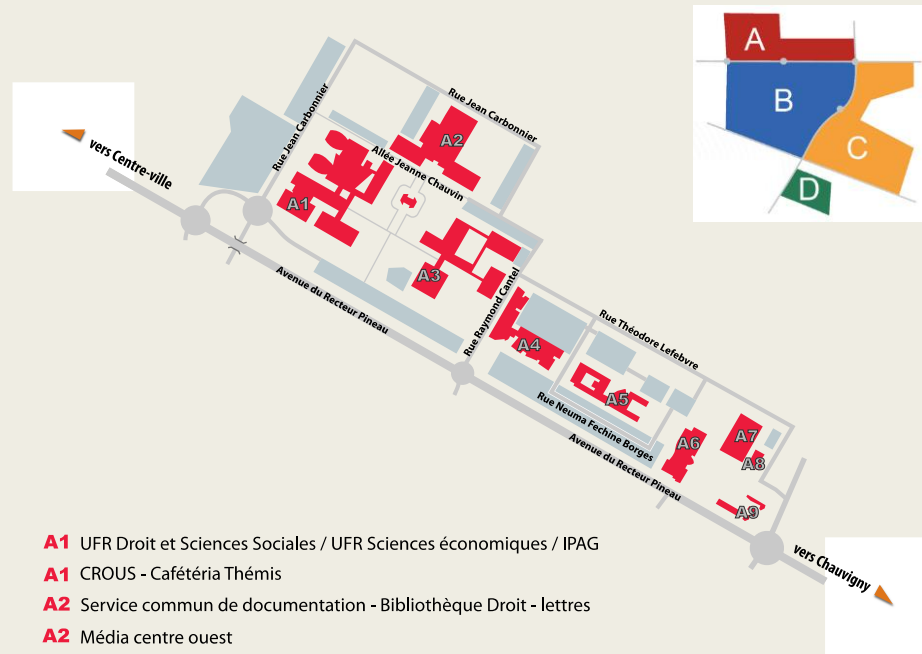 A
B
C
D
Rue Jean Carbonnier
Rue Jean Carbonnier
A2
vers Centre-ville
Allée Jeanne Chauvin
A1
A3
Avenue du Recteur Pineau
Rue Raymond Cantel
Rue Théodore Lefebvre
A4
A5
Rue Neuma Fechine Borges
A6
A7
A8
Avenue du Recteur Pineau
A9
vers Chauvigny
A1 UFR Droit et Sciences Sociales / UFR Sciences économiques / IPAG
A1 CROUS - Cafétéria Thémis
A2 Service commun de documentation - Bibliothèque Droit - lettres
A2 Média centre ouest